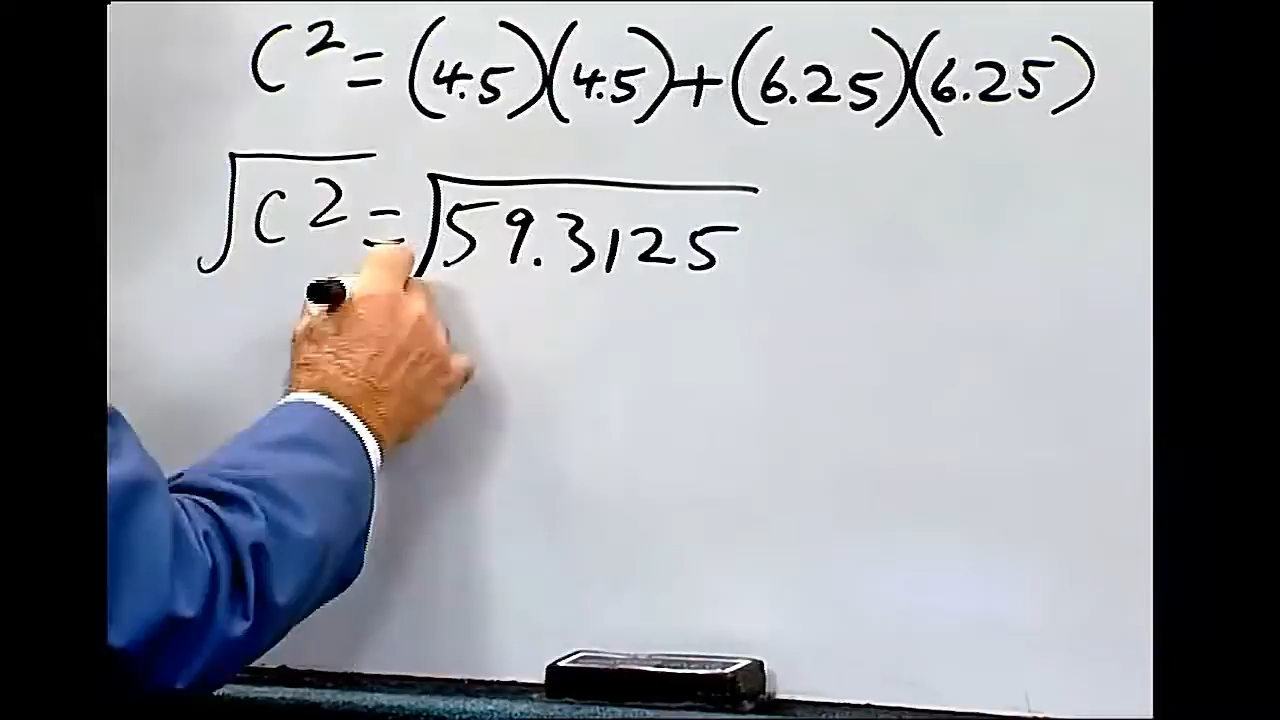 C² = (4.5)(4.5) + (6.25)(6.25)
√C² = √59.3125